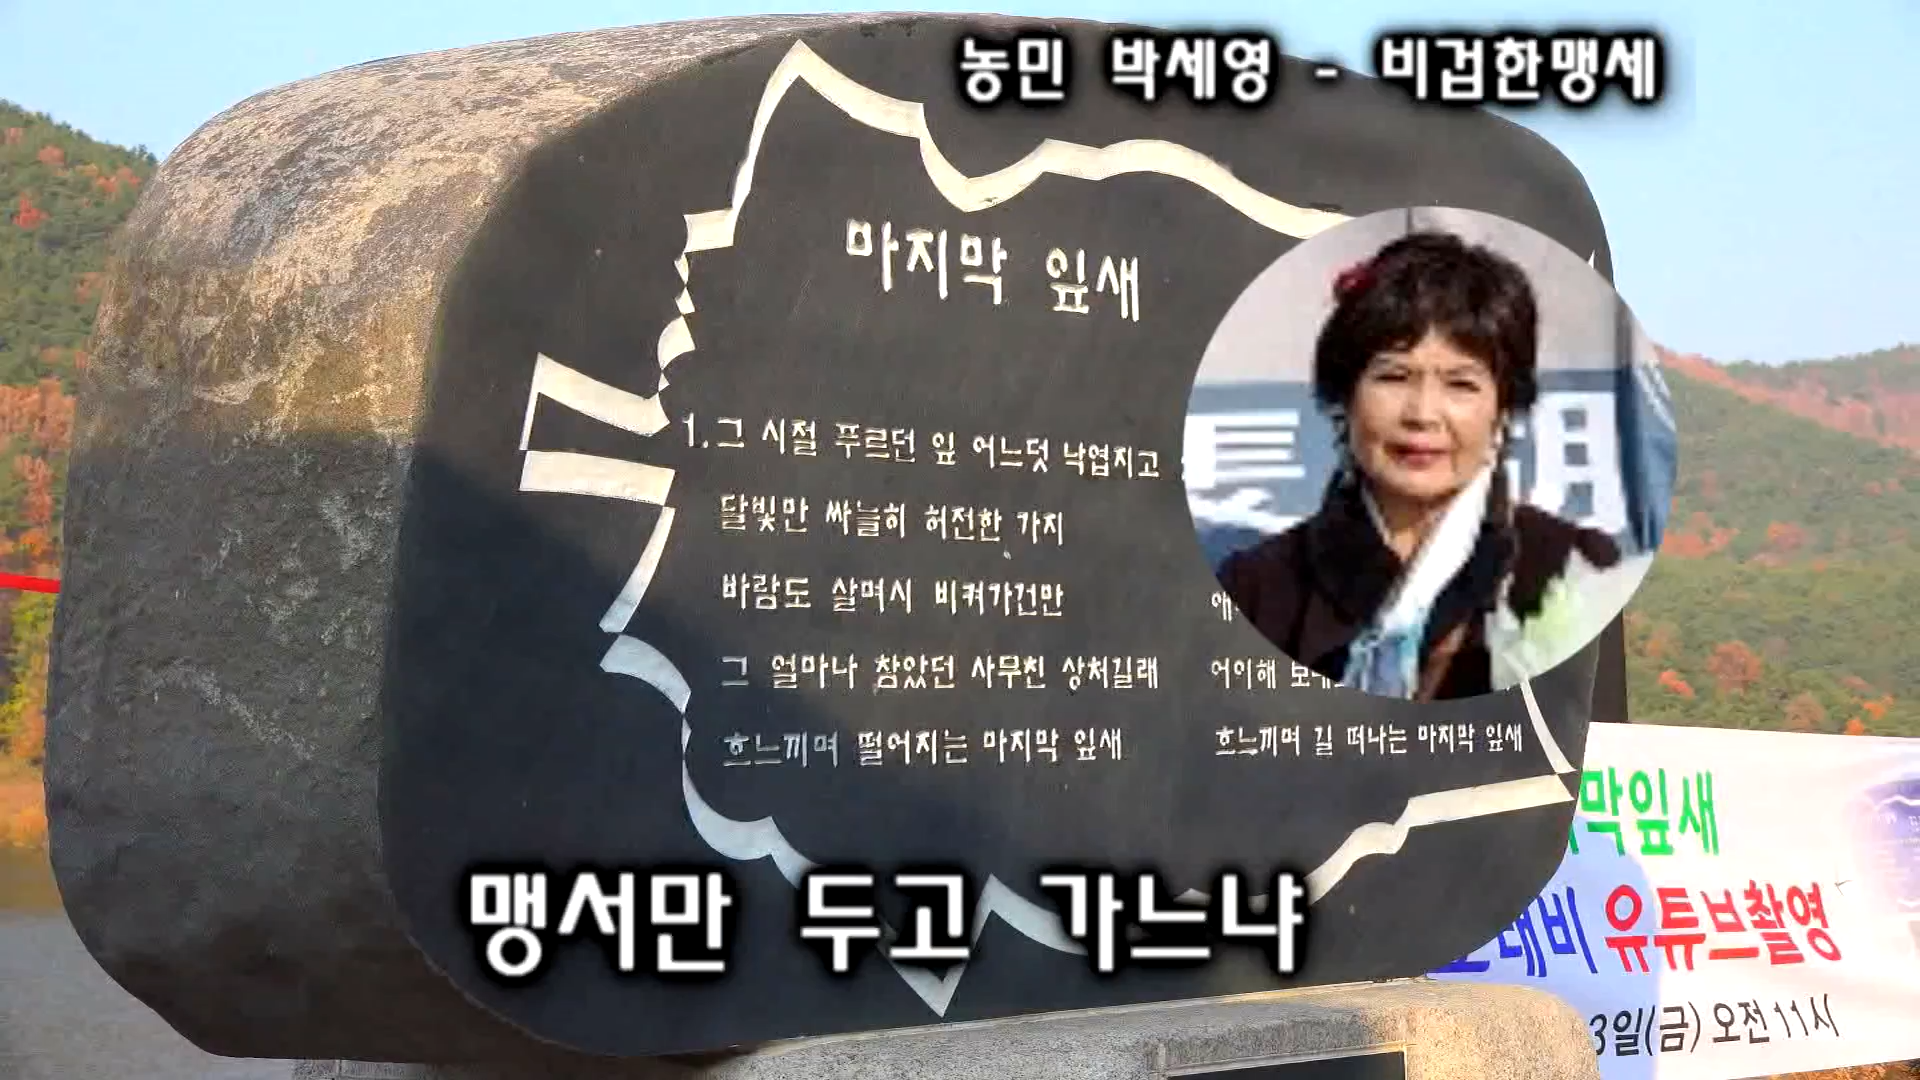 농민 박세영 - 비겁한맹세
마지막 잎새
1.그 시절 푸르던 잎 어느덧 낙엽지고
달빛만 싸늘히 허전한 가지
바람도 살며시 비켜가건만
그 얼마나 참았던 사무친 상처길래
흐느끼며 떨어지는 마지막 잎새
어이해
흐느끼며 길 떠나는 마지막 잎새
맹서만 두고 가느냐
막잎새
노래비 유튜브촬영
3일(금) 오전11시